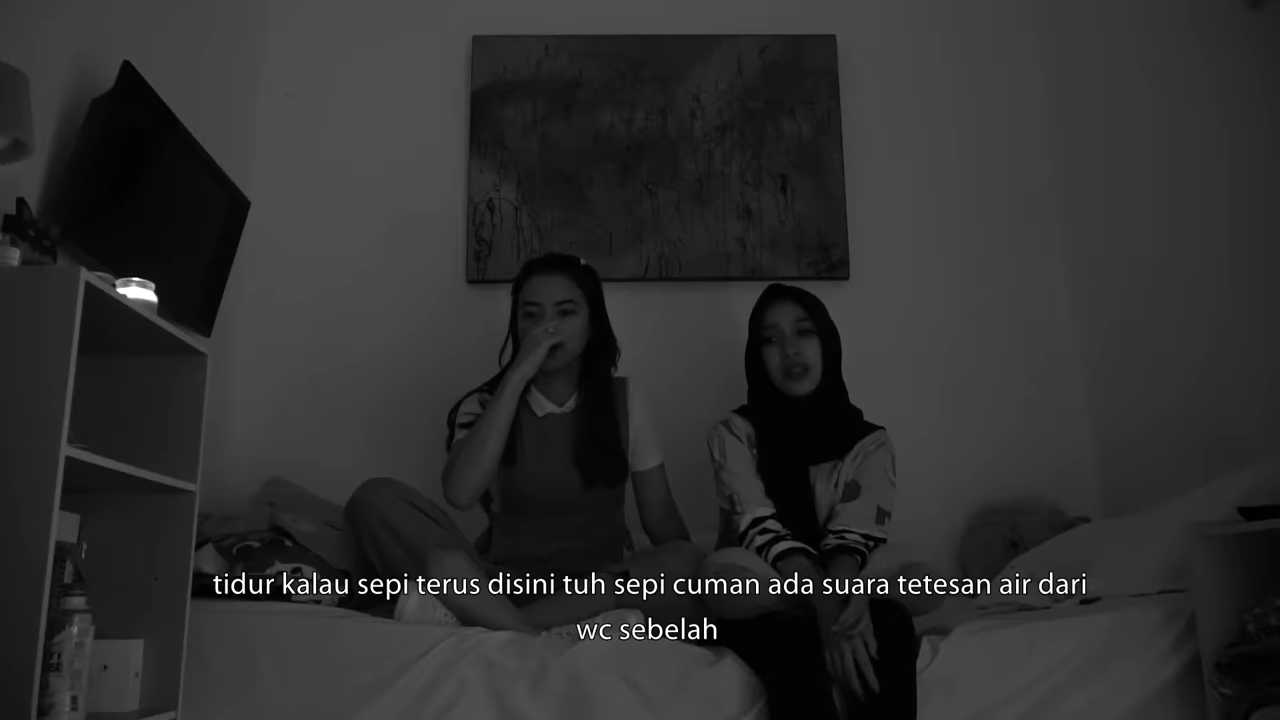 tidur kalau sepi terus disini tuh sepi cuman ada suara tetesan air dari
wc sebelah